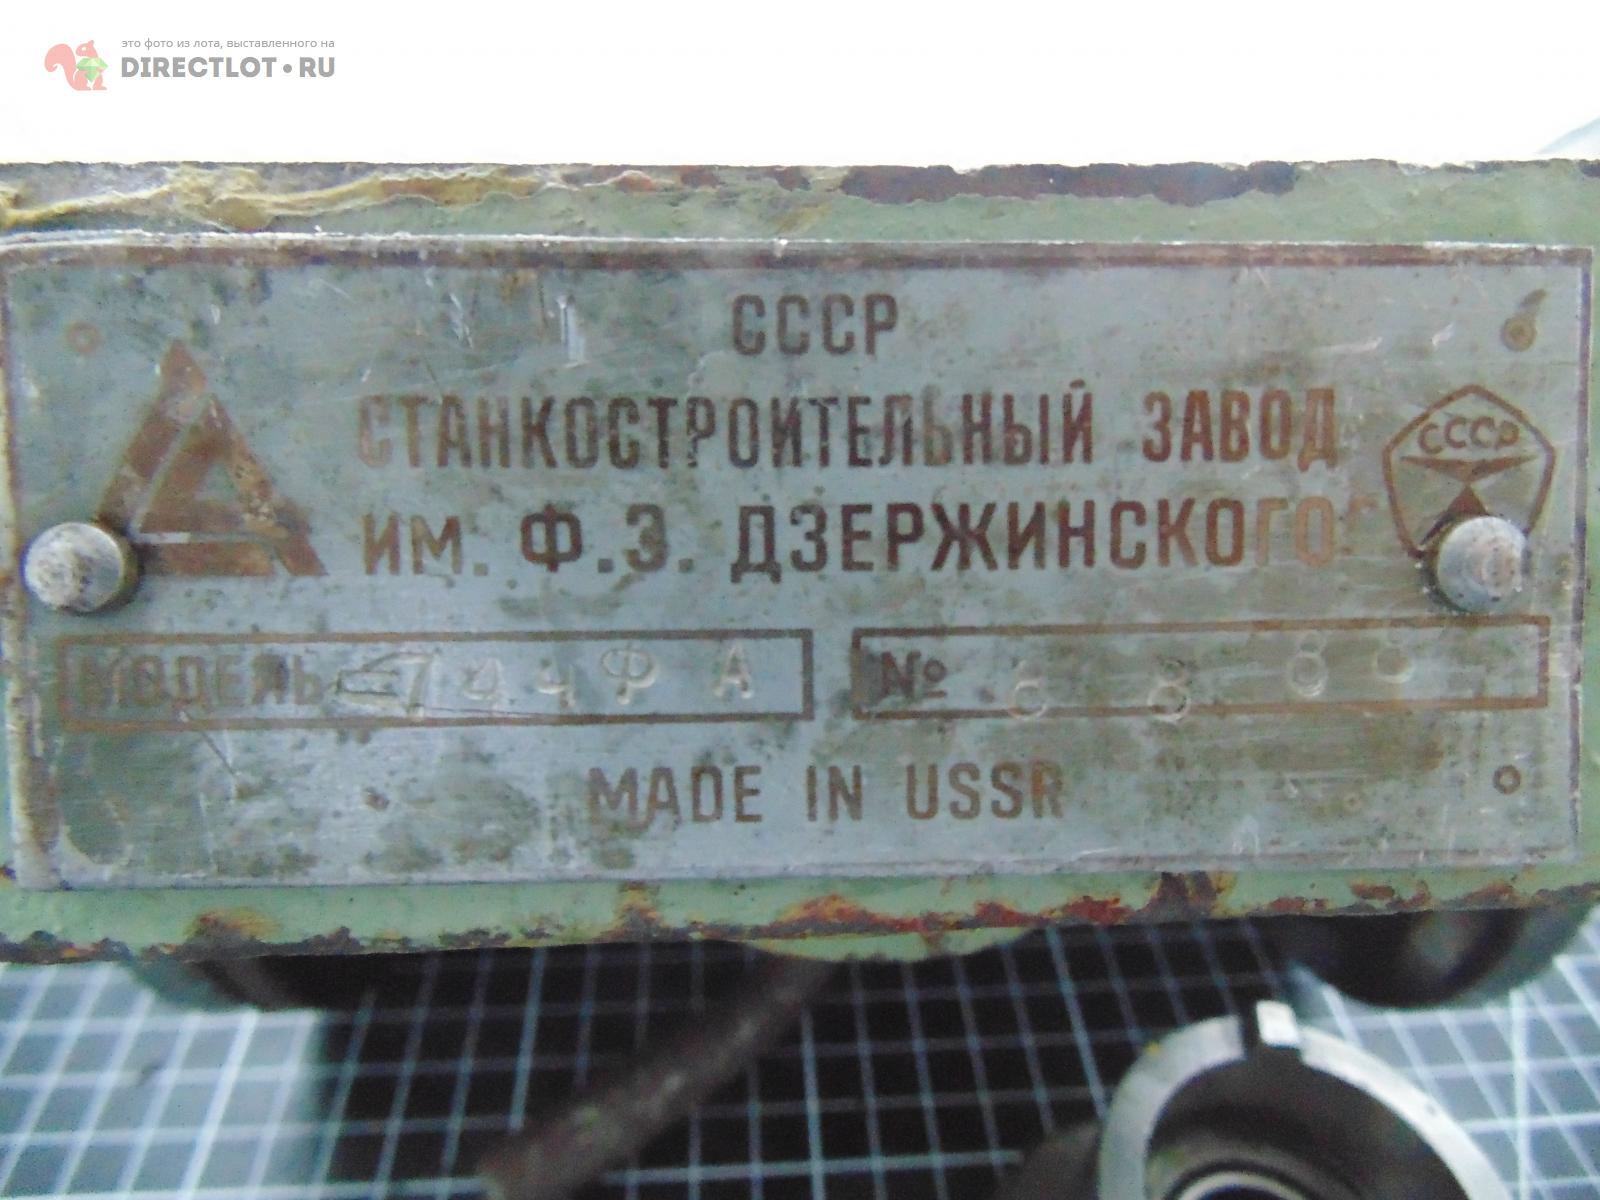 это фото из лота, выставленного на
DIRECTLOT•RU
СССР
СТАНКОСТРОИТЕЛЬНЫЙ ЗАВОД
ИМ. Ф.Э. ДЗЕРЖИНСКОГО
СССР
МОДЕЛЬ 744ФА
№
MADE IN USSR